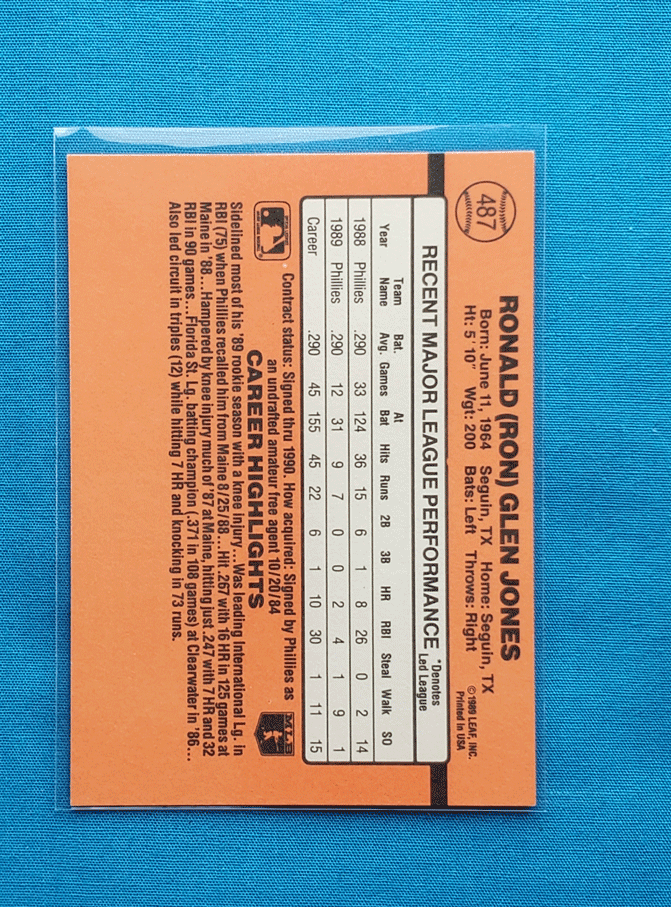 487
RONALD (RON) GLEN JONES
Born: June 11, 1964 Seguin, TX Home: Seguin, TX
Ht: 5' 10" Wgt: 200 Bats: Left Throws: Right
©1989 LEAF, INC.
Printed in USA
RECENT MAJOR LEAGUE PERFORMANCE *Denotes
Led League
Year Team Name Bat. Avg. Games At Bat Hits Runs 2B 3B HR RBI Steal Walk SO
1988 Phillies .290 33 124 36 15 6 1 8 26 0 2 14
1989 Phillies .290 12 31 9 7 0 0 2 4 1 9 1
Career .290 45 155 45 22 6 1 10 30 1 11 15
Contract status: Signed thru 1990. How acquired: Signed by Phillies as
an undrafted amateur free agent 10/20/84
MLB
CAREER HIGHLIGHTS
Sidelined most of his '89 rookie season with a knee injury...Was leading International Lg. in
RBI (75) when Phillies recalled him from Maine 8/25/88...Hit .267 with 16 HR in 125 games at
Maine in '88...Hampered by knee injury much of '87 at Maine, hitting just .247 with 7 HR and 32
RBI in 90 games...Florida St. Lg. batting champion (.371 in 108 games) at Clearwater in '86...
Also led circuit in triples (12) while hitting 7 HR and knocking in 73 runs.